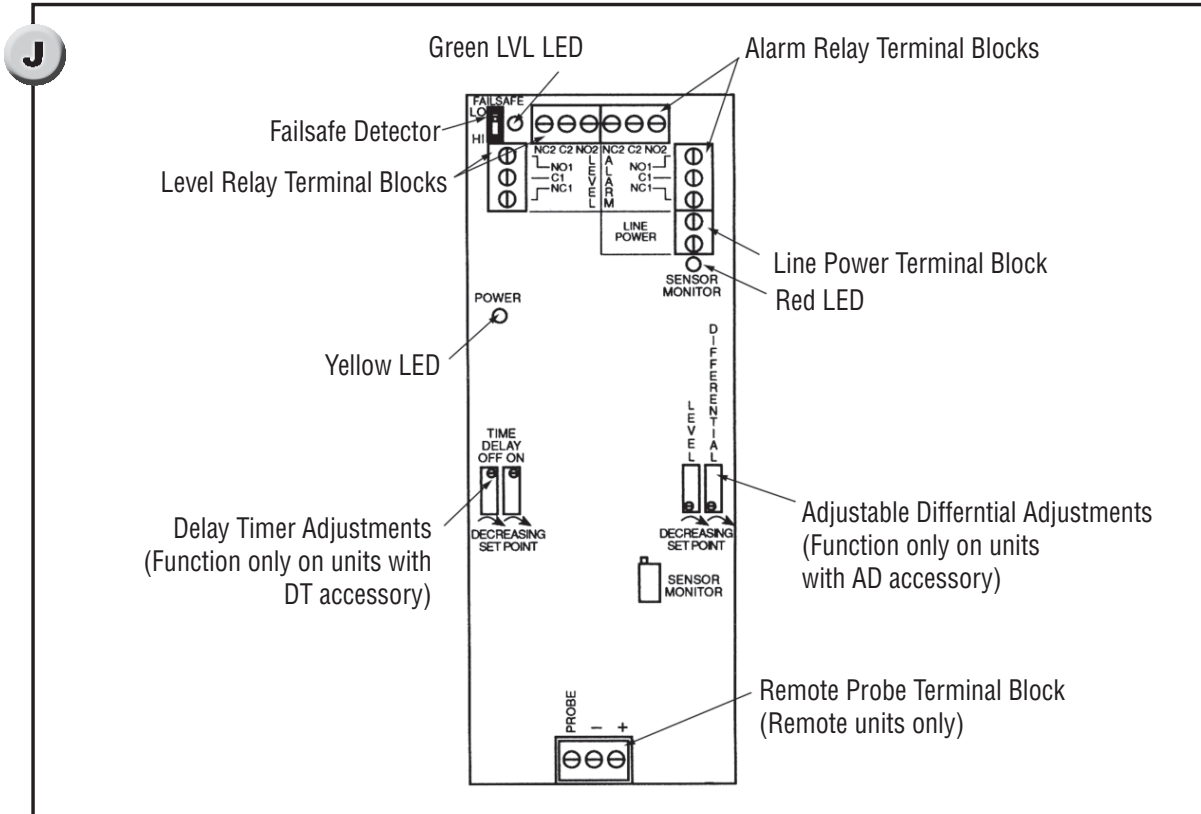 J
Green LVL LED
Alarm Relay Terminal Blocks
FAILSAFE
LO
HI
Failsafe Detector
Level Relay Terminal Blocks
NC2 C2 NO2 NC2 C2 NO2
NO1
C1
NC1
LEVEL
ALARM
NO1
C1
NC1
LINE
POWER
Line Power Terminal Block
SENSOR
MONITOR
Red LED
POWER
Yellow LED
DIFFERENTIAL
LEVEL
TIME
DELAY
OFF ON
DECREASING
SET POINT
DECREASING
SET POINT
Delay Timer Adjustments
(Function only on units with
DT accessory)
Adjustable Differntial Adjustments
(Function only on units
with AD accessory)
SENSOR
MONITOR
Remote Probe Terminal Block
(Remote units only)
PROBE
– +